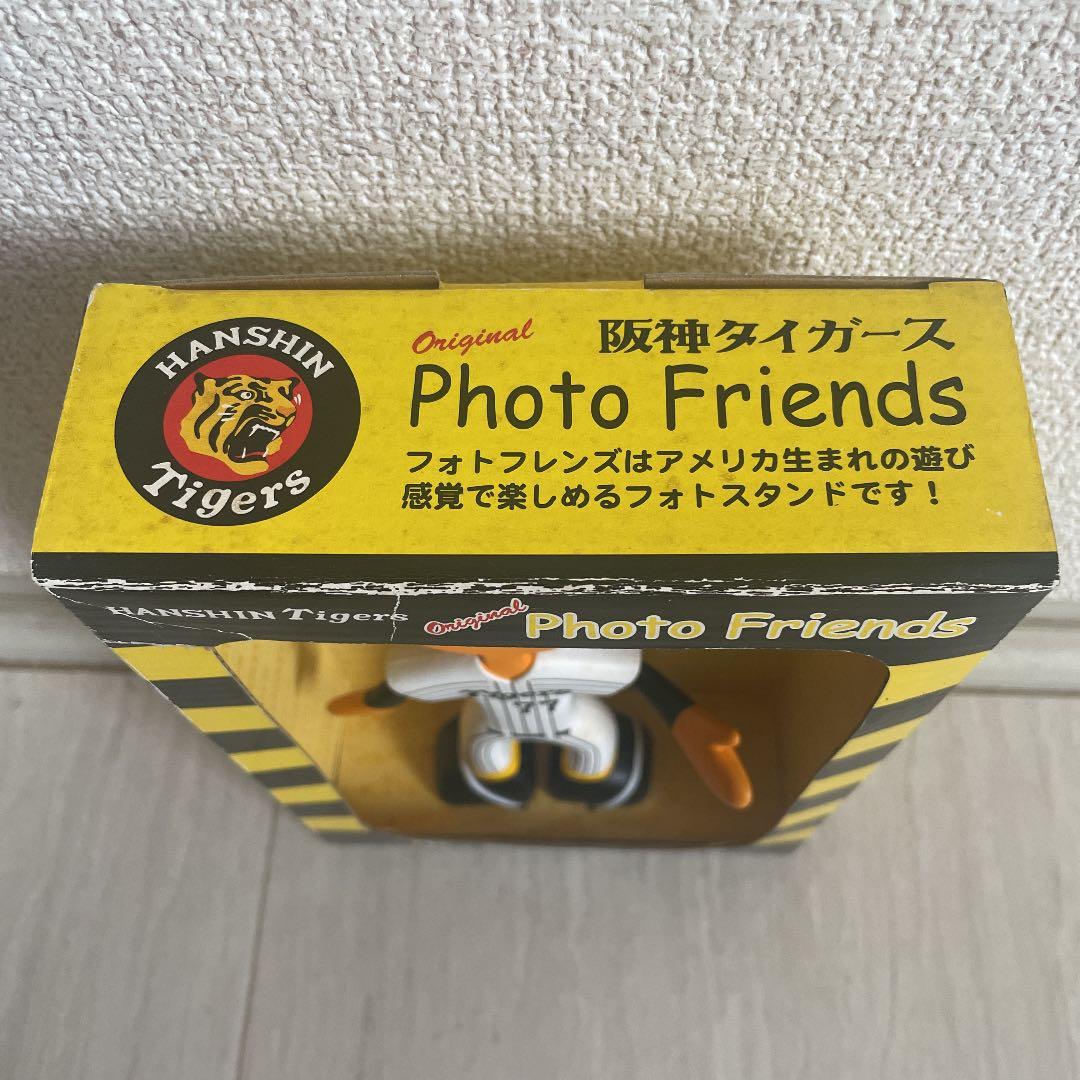 HANSHIN
Tigers
Original
阪神タイガース
Photo Friends
フォトフレンズはアメリカ生まれの遊び
感覚で楽しめるフォトスタンドです！
HANSHIN Tigers
Original
Photo Friends
77